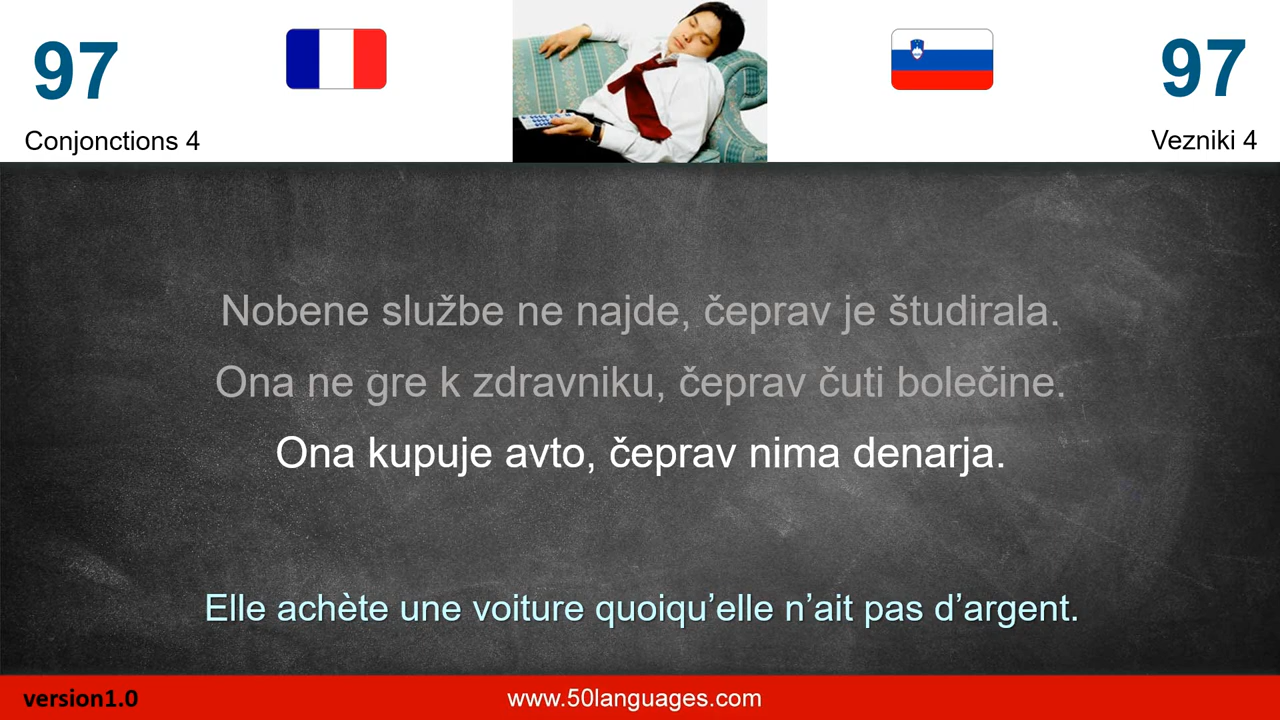 97
97
Conjonctions 4
Vezniki 4
Nobene službe ne najde, čeprav je študirala.
Ona ne gre k zdravniku, čeprav čuti bolečine.
Ona kupuje avto, čeprav nima denarja.
Elle achète une voiture quoiqu’elle n’ait pas d’argent.
version1.0
www.50languages.com